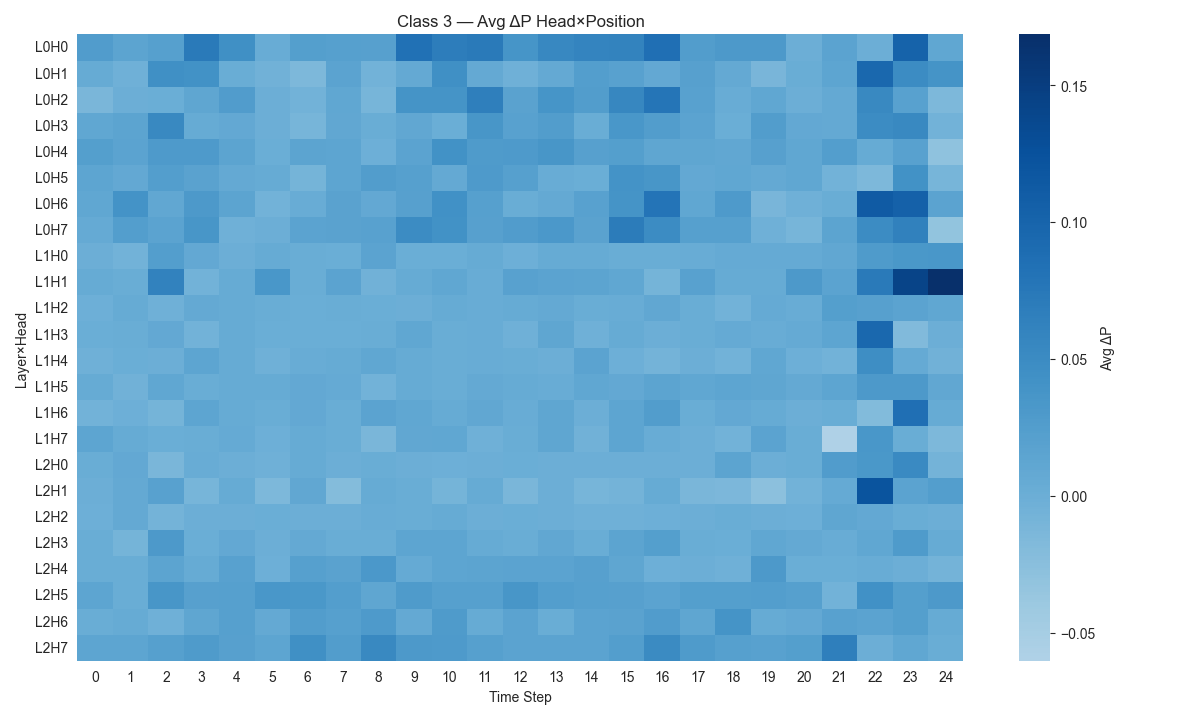 Class 3 — Avg ΔP Head×Position
L0H0
L0H1
L0H2
L0H3
L0H4
L0H5
L0H6
L0H7
L1H0
L1H1
L1H2
L1H3
L1H4
L1H5
L1H6
L1H7
L2H0
L2H1
L2H2
L2H3
L2H4
L2H5
L2H6
L2H7
Layer×Head
0 1 2 3 4 5 6 7 8 9 10 11 12 13 14 15 16 17 18 19 20 21 22 23 24
Time Step
0.15
0.10
0.05
0.00
−0.05
Avg ΔP